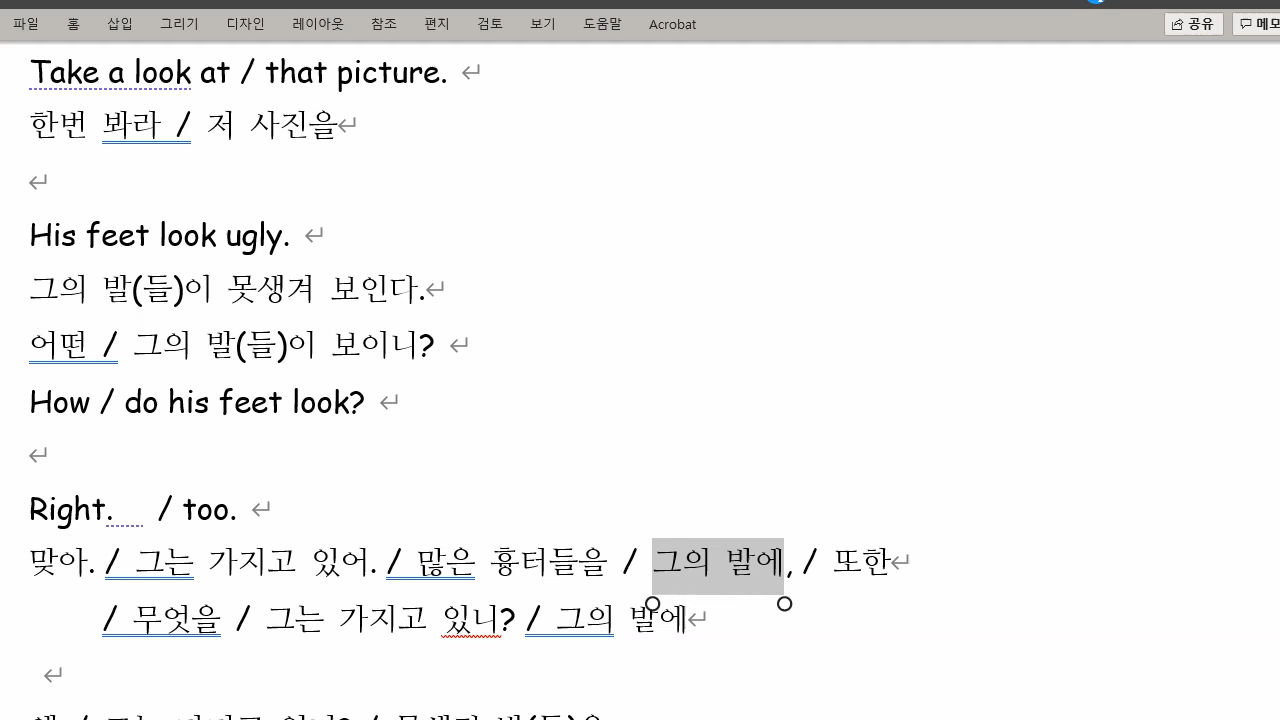 파일 홈 삽입 그리기 디자인 레이아웃 참조 편지 검토 보기 도움말 Acrobat 공유 메모
Take a look at / that picture.
한번 봐라 / 저 사진을
His feet look ugly.
그의 발(들)이 못생겨 보인다.
어떤 / 그의 발(들)이 보이니?
How / do his feet look?
Right. / too.
맞아. / 그는 가지고 있어. / 많은 흉터들을 / 그의 발에, / 또한
/ 무엇을 / 그는 가지고 있니? / 그의 발에